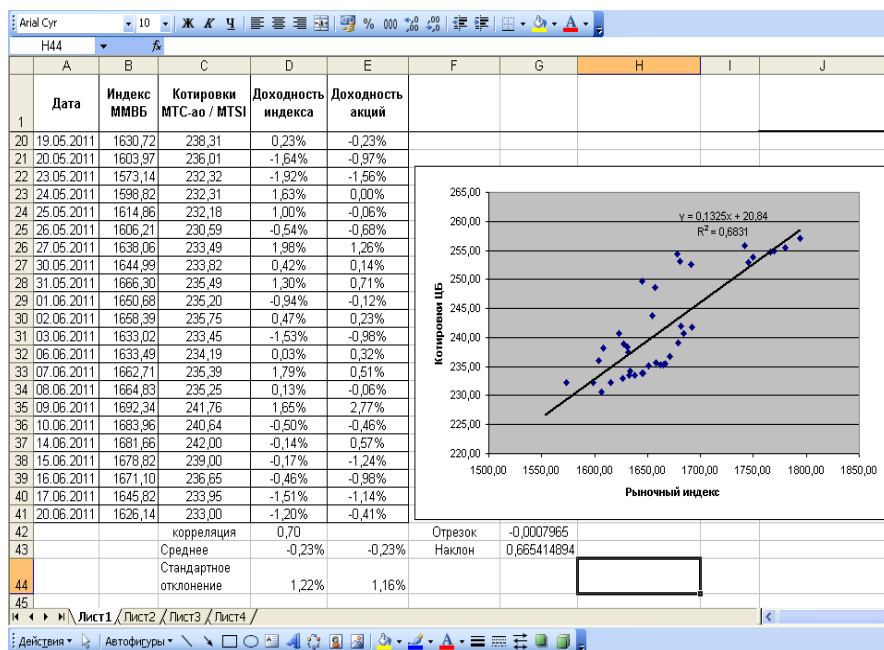 Arial Cyr 10 Ж К Ч % 000
H44 fx
A B C D E F G H I J
1 Дата Индекс ММВБ Котировки МТС-ао / MTSI Доходность индекса Доходность акций
20 19.05.2011 1630,72 238,31 0,23% -0,23%
21 20.05.2011 1603,97 236,01 -1,64% -0,97%
22 23.05.2011 1573,14 232,32 -1,92% -1,56%
23 24.05.2011 1598,82 232,31 1,63% 0,00%
24 25.05.2011 1614,86 232,18 1,00% -0,06%
25 26.05.2011 1606,21 230,59 -0,54% -0,68%
26 27.05.2011 1638,06 233,49 1,98% 1,26%
27 30.05.2011 1644,99 233,82 0,42% 0,14%
28 31.05.2011 1666,30 235,49 1,30% 0,71%
29 01.06.2011 1650,68 235,20 -0,94% -0,12%
30 02.06.2011 1658,39 235,75 0,47% 0,23%
31 03.06.2011 1633,02 233,45 -1,53% -0,98%
32 06.06.2011 1633,49 234,19 0,03% 0,32%
33 07.06.2011 1662,71 235,39 1,79% 0,51%
34 08.06.2011 1664,83 235,25 0,13% -0,06%
35 09.06.2011 1692,34 241,76 1,65% 2,77%
36 10.06.2011 1683,96 240,64 -0,50% -0,46%
37 14.06.2011 1681,66 242,00 -0,14% 0,57%
38 15.06.2011 1678,82 239,00 -0,17% -1,24%
39 16.06.2011 1671,10 236,65 -0,46% -0,98%
40 17.06.2011 1645,82 233,95 -1,51% -1,14%
41 20.06.2011 1626,14 233,00 -1,20% -0,41%
42 корреляция 0,70 Отрезок -0,0007965
43 Среднее -0,23% -0,23% Наклон 0,665414894
44 Стандартное отклонение 1,22% 1,16%
45
265,00
260,00
255,00
250,00
245,00
240,00
235,00
230,00
225,00
220,00
Котировки ЦБ
y = 0,1325x + 20,84
R² = 0,6831
1500,00 1550,00 1600,00 1650,00 1700,00 1750,00 1800,00 1850,00
Рыночный индекс
Лист1 Лист2 Лист3 Лист4
Действия Автофигуры